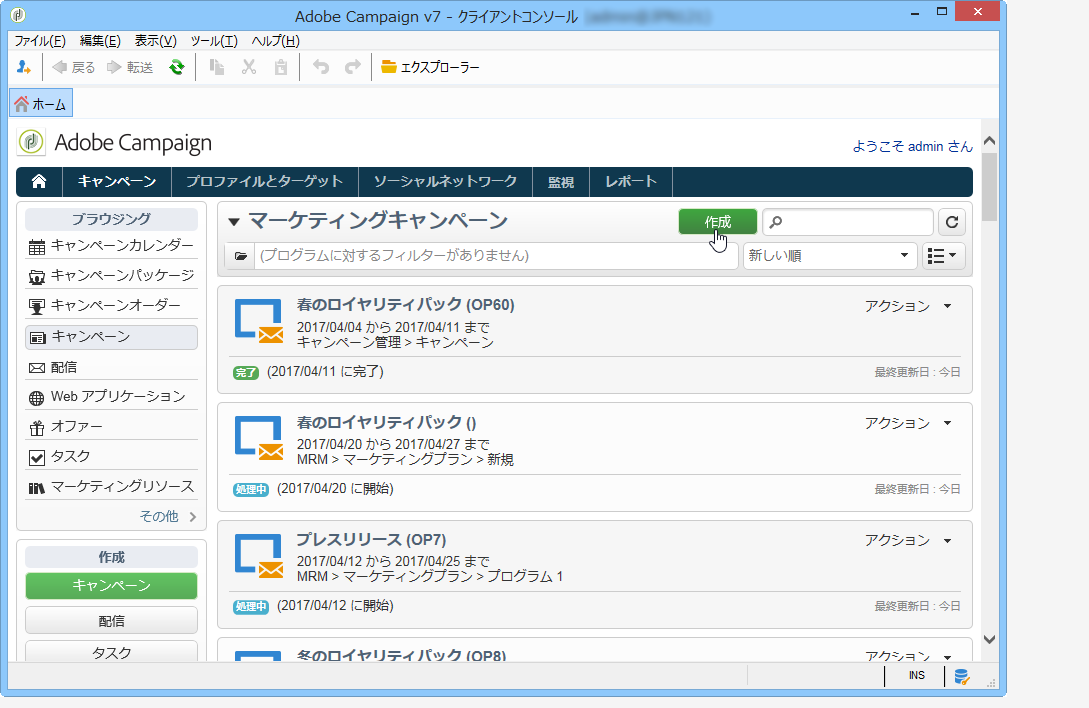 Adobe Campaign v7 - クライアントコンソール
ファイル(F) 編集(E) 表示(V) ツール(T) ヘルプ(H)
戻る 転送 エクスプローラー
ホーム
Adobe Campaign
ようこそ admin さん
キャンペーン プロファイルとターゲット ソーシャルネットワーク 監視 レポート
ブラウジング
キャンペーンカレンダー
キャンペーンパッケージ
キャンペーンオーダー
キャンペーン
配信
Web アプリケーション
オファー
タスク
マーケティングリソース
その他
作成
キャンペーン
配信
タスク
マーケティングキャンペーン
作成
(プログラムに対するフィルターがありません)
新しい順
春のロイヤリティパック (OP60)
アクション
2017/04/04 から 2017/04/11 まで
キャンペーン管理 > キャンペーン
完了 (2017/04/11 に完了)
最終更新日 : 今日
春のロイヤリティパック ()
アクション
2017/04/20 から 2017/04/27 まで
MRM > マーケティングプラン > 新規
処理中 (2017/04/20 に開始)
最終更新日 : 今日
プレスリリース (OP7)
アクション
2017/04/12 から 2017/04/25 まで
MRM > マーケティングプラン > プログラム 1
処理中 (2017/04/12 に開始)
最終更新日 : 今日
冬のロイヤリティパック (OP8)
アクション
INS